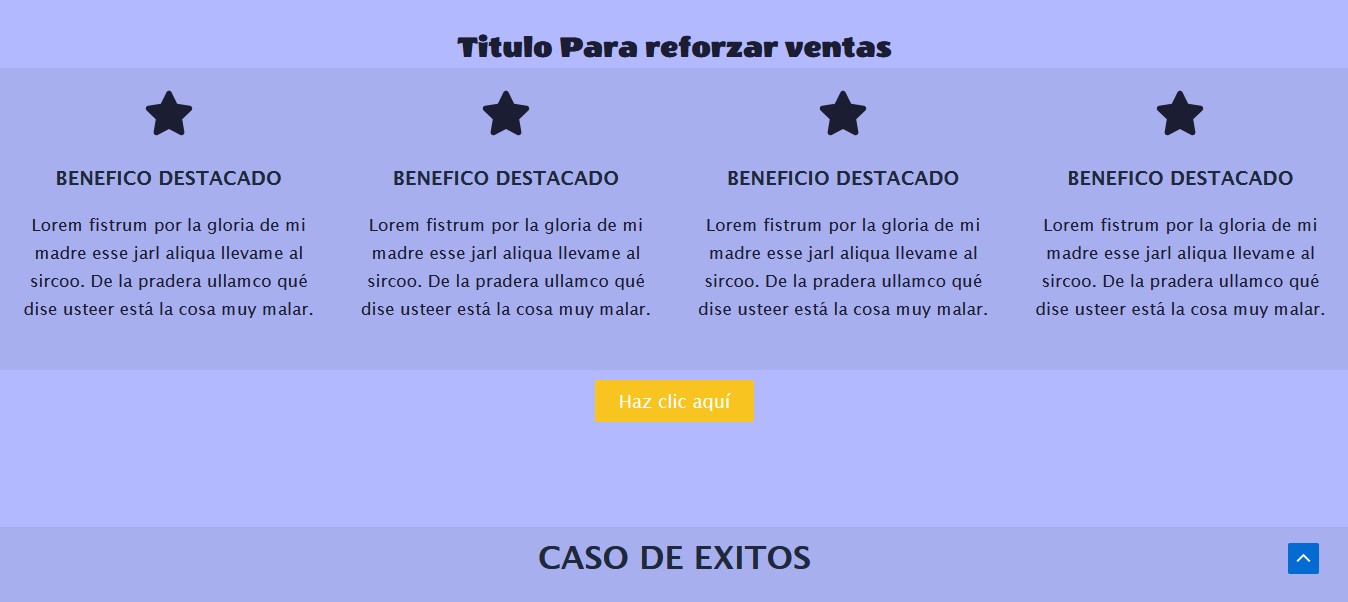 Titulo Para reforzar ventas
BENEFICO DESTACADO
Lorem fistrum por la gloria de mi
madre esse jarl aliqua llevame al
sircoo. De la pradera ullamco qué
dise usteer está la cosa muy malar.
BENEFICO DESTACADO
Lorem fistrum por la gloria de mi
madre esse jarl aliqua llevame al
sircoo. De la pradera ullamco qué
dise usteer está la cosa muy malar.
BENEFICIO DESTACADO
Lorem fistrum por la gloria de mi
madre esse jarl aliqua llevame al
sircoo. De la pradera ullamco qué
dise usteer está la cosa muy malar.
BENEFICO DESTACADO
Lorem fistrum por la gloria de mi
madre esse jarl aliqua llevame al
sircoo. De la pradera ullamco qué
dise usteer está la cosa muy malar.
Haz clic aquí
CASO DE EXITOS